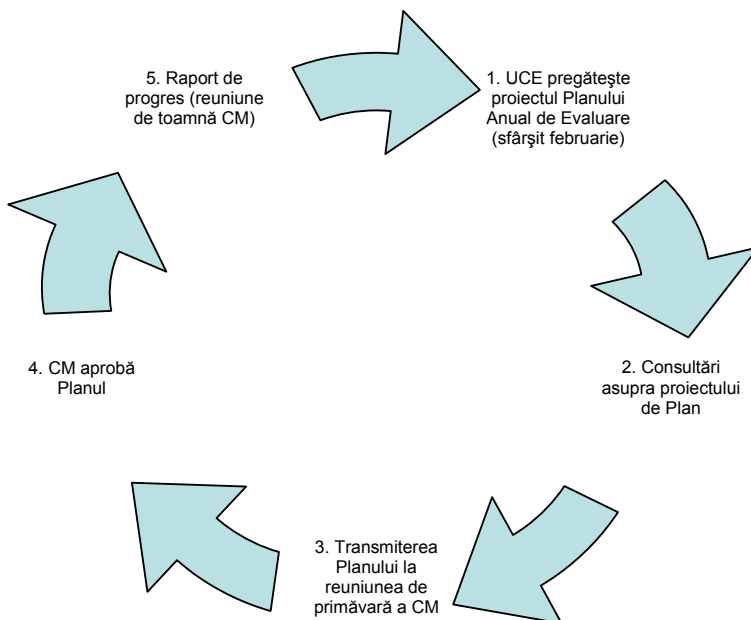 1. UCE pregăteşte
proiectul Planului
Anual de Evaluare
(sfârşit februarie)
2. Consultări
asupra proiectului
de Plan
3. Transmiterea
Planului la
reuniunea de
primăvară a CM
4. CM aprobă
Planul
5. Raport de
progres (reuniune
de toamnă CM)